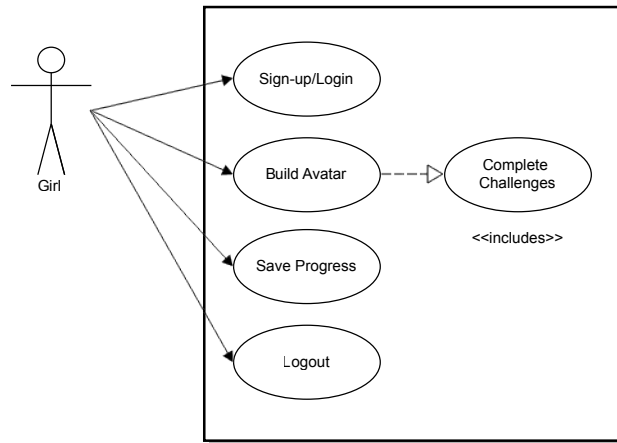 Sign-up/Login
Girl
Build Avatar
Complete
Challenges
<<includes>>
Save Progress
Logout